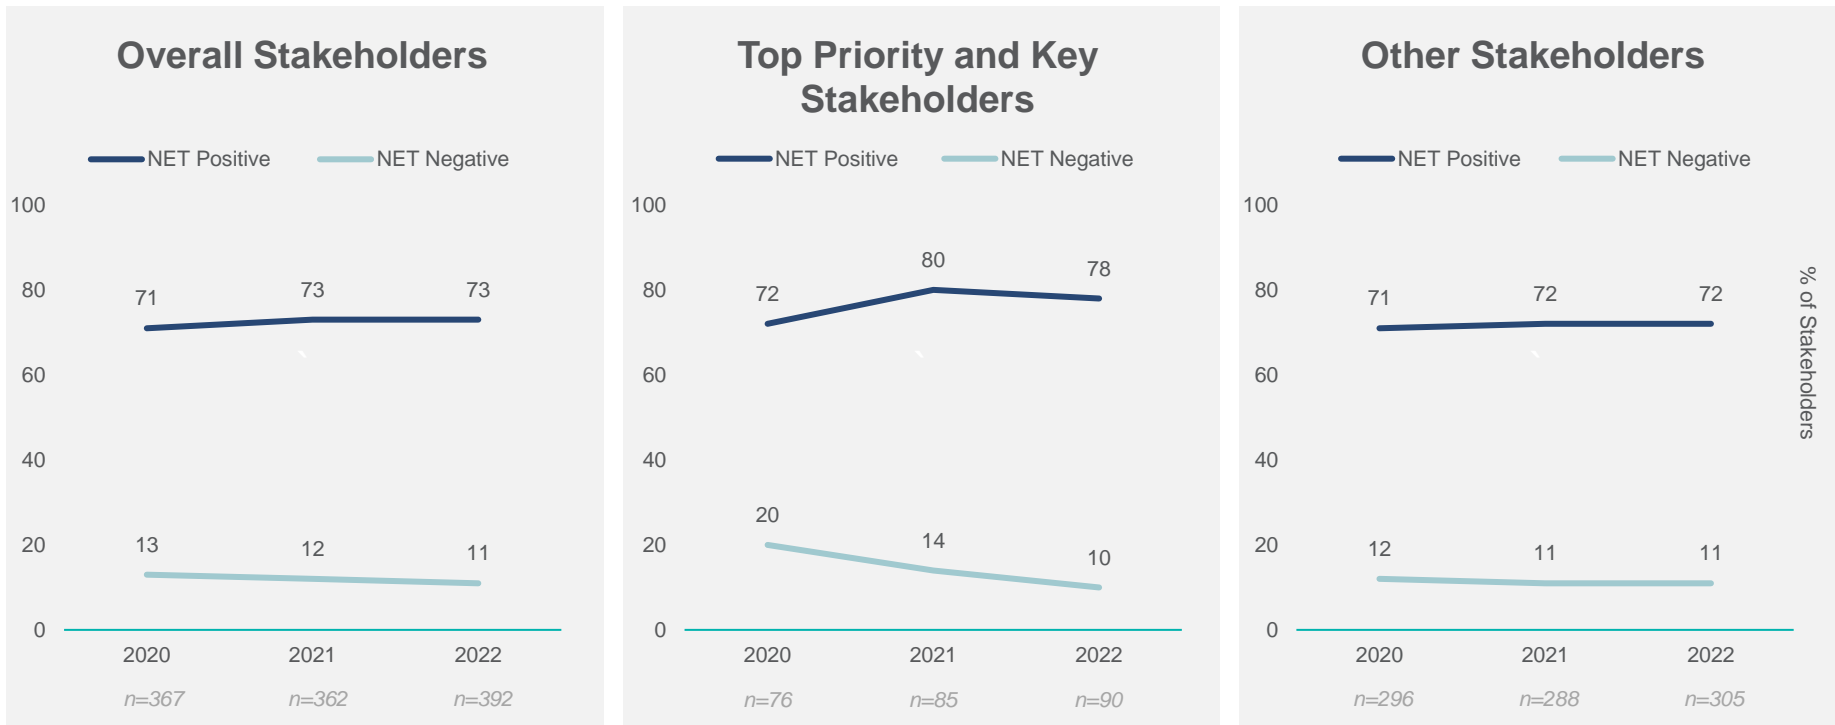 Overall Stakeholders
NET Positive NET Negative
100
80
60
40
20
0
71 73 73
13 12 11
2020 2021 2022
n=367 n=362 n=392
Top Priority and Key
Stakeholders
NET Positive NET Negative
100
80
60
40
20
0
72 80 78
20 14 10
2020 2021 2022
n=76 n=85 n=90
Other Stakeholders
NET Positive NET Negative
100
80
60
40
20
0
71 72 72
12 11 11
2020 2021 2022
n=296 n=288 n=305
% of Stakeholders